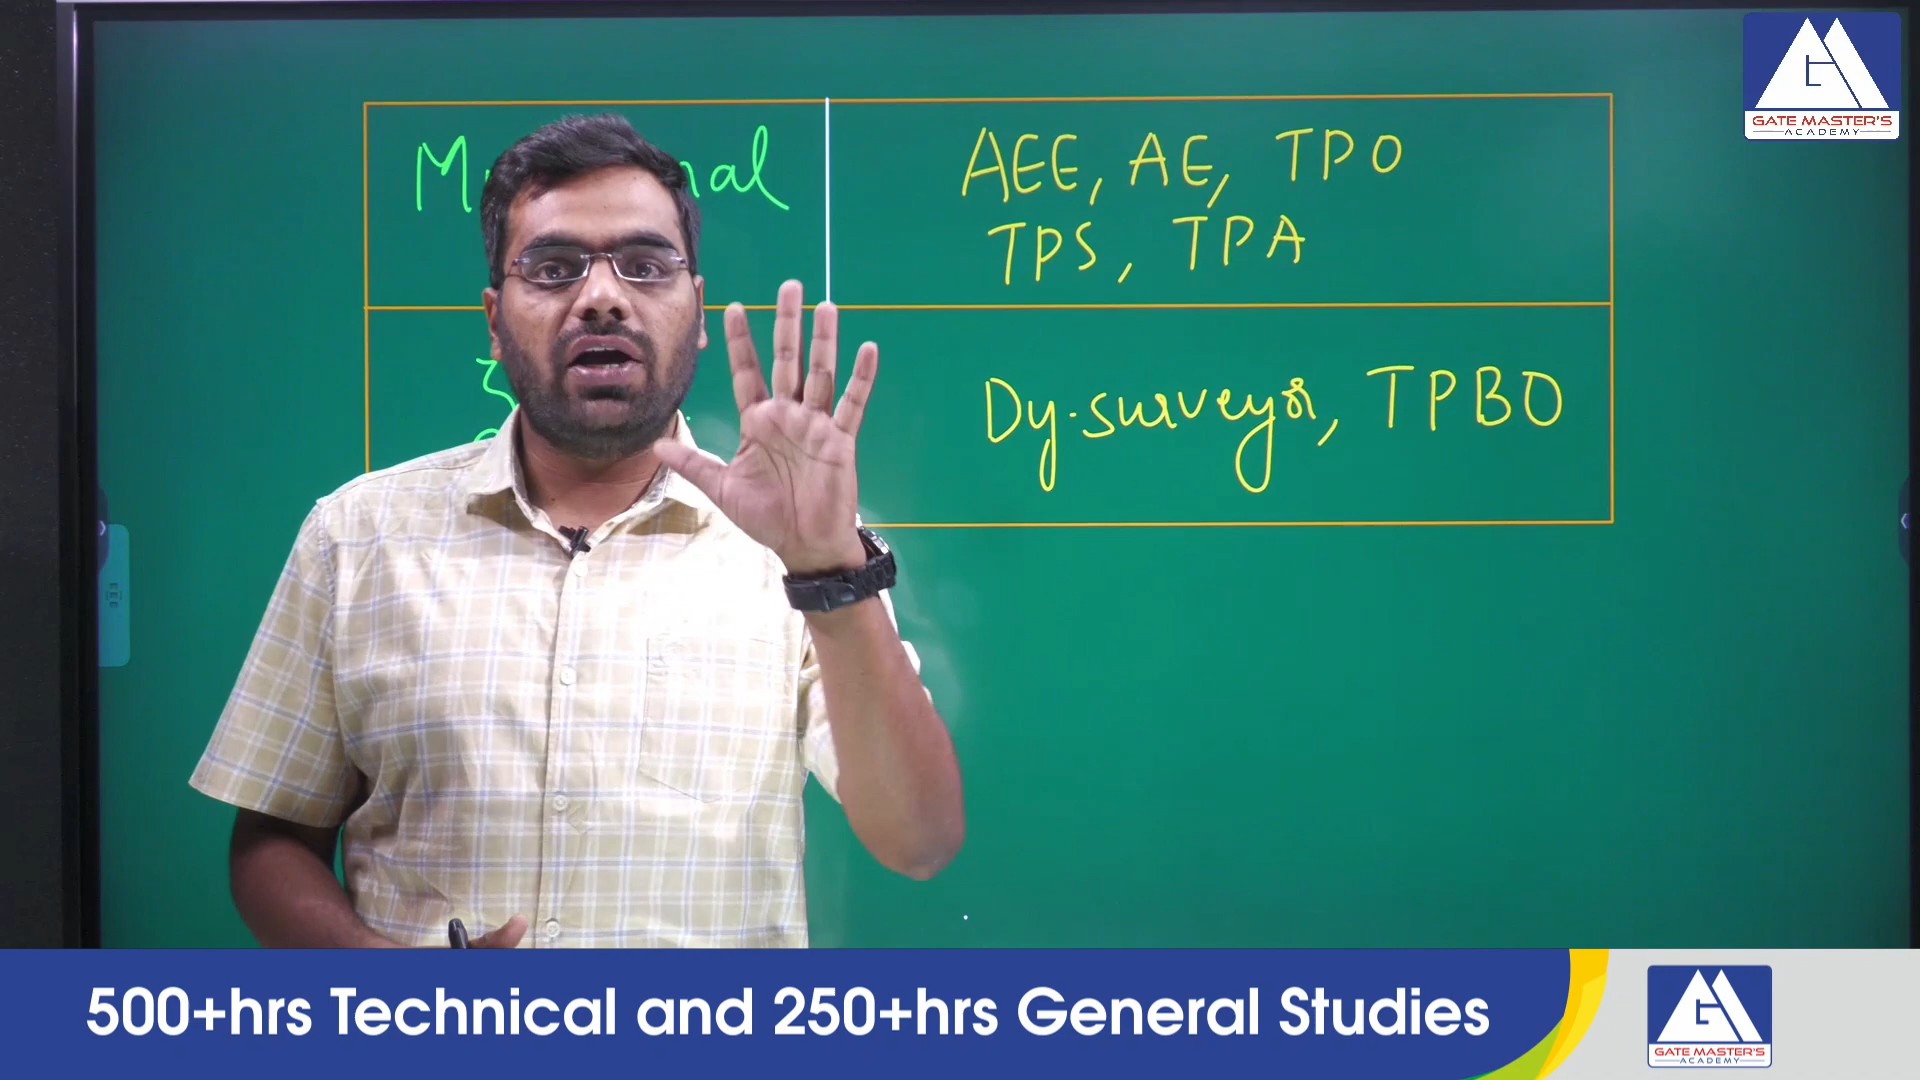 GATE MASTER'S
ACADEMY
AEE, AE, TPO
TPS, TPA
Dy. surveyor, TPBO
500+hrs Technical and 250+hrs General Studies
GATE MASTER'S
ACADEMY